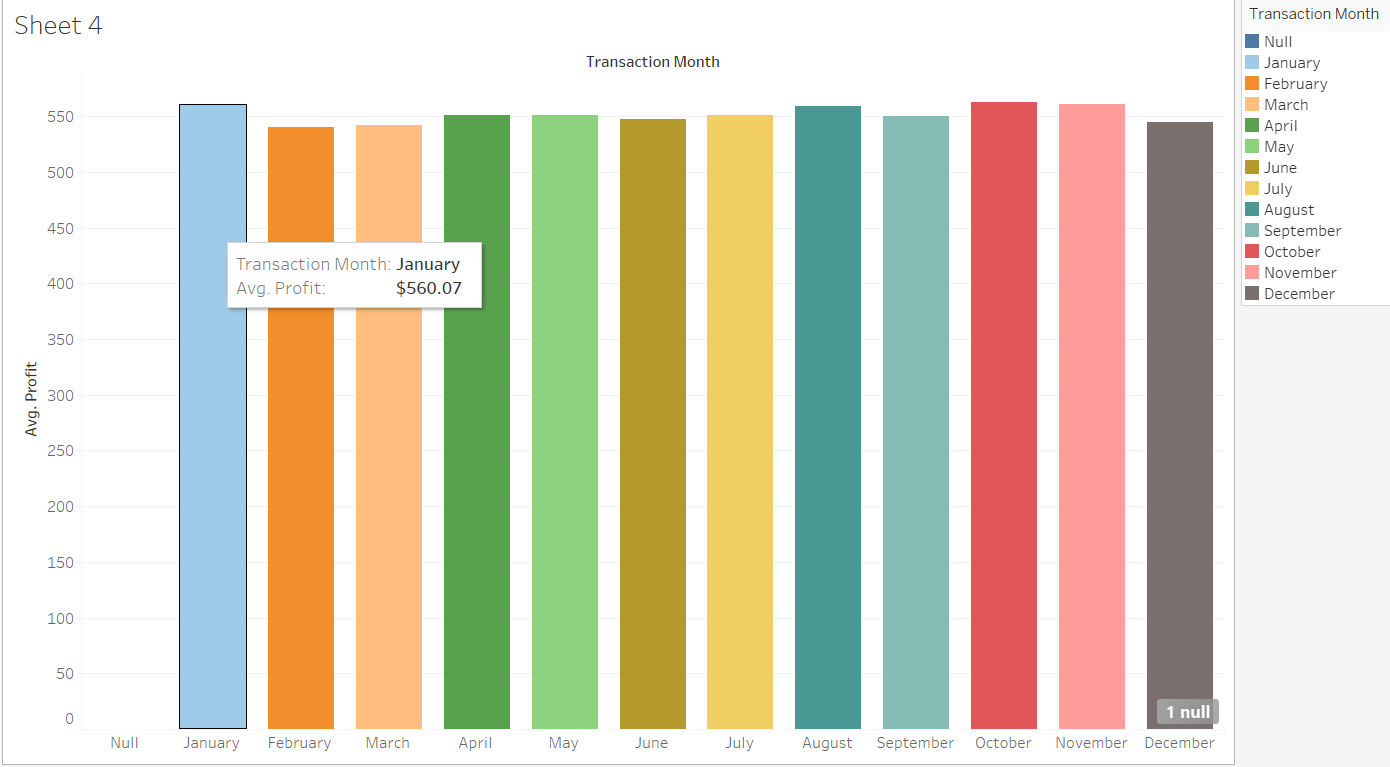 Sheet 4
Transaction Month
Avg. Profit
550
500
450
400
350
300
250
200
150
100
50
0
Transaction Month: January
Avg. Profit: $560.07
1 null
Null January February March April May June July August September October November December
Transaction Month
Null
January
February
March
April
May
June
July
August
September
October
November
December